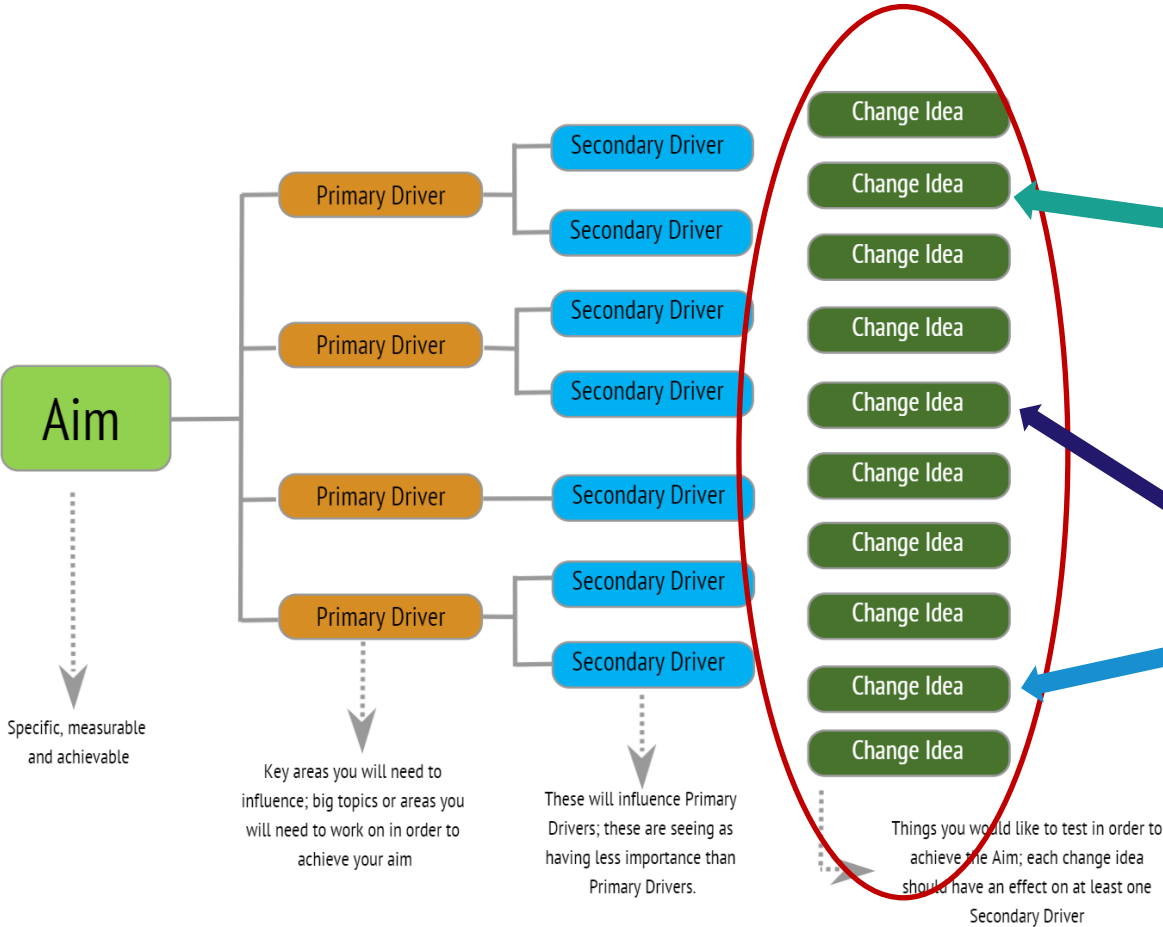 Aim
Primary Driver
Primary Driver
Primary Driver
Primary Driver
Secondary Driver
Secondary Driver
Secondary Driver
Secondary Driver
Secondary Driver
Secondary Driver
Secondary Driver
Change Idea
Change Idea
Change Idea
Change Idea
Change Idea
Change Idea
Change Idea
Change Idea
Change Idea
Change Idea
Specific, measurable
and achievable
Key areas you will need to
influence; big topics or areas you
will need to work on in order to
achieve your aim
These will influence Primary
Drivers; these are seeing as
having less importance than
Primary Drivers.
Things you would like to test in order to
achieve the Aim; each change idea
should have an effect on at least one
Secondary Driver